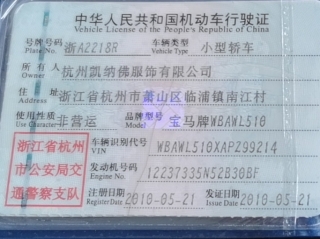 中华人民共和国机动车行驶证
Vehicle License of the People's Republic of China
号牌号码 浙A2218R 车辆类型 小型轿车
Plate No. Vehicle Type
所有人 杭州凯纳佛服饰有限公司
Owner
住址 浙江省杭州市萧山区临浦镇南江村
Address
使用性质 非营运 品牌型号 宝马牌WBAWL510
Use Character Model
浙江省杭州
市公安局交
通警察支队
车辆识别代号 WBAWL510XAPZ99214
VIN
发动机号码 12237335N52B30BF
Engine No.
注册日期 2010-05-21 发证日期 2010-05-21
Register Date Issue Date